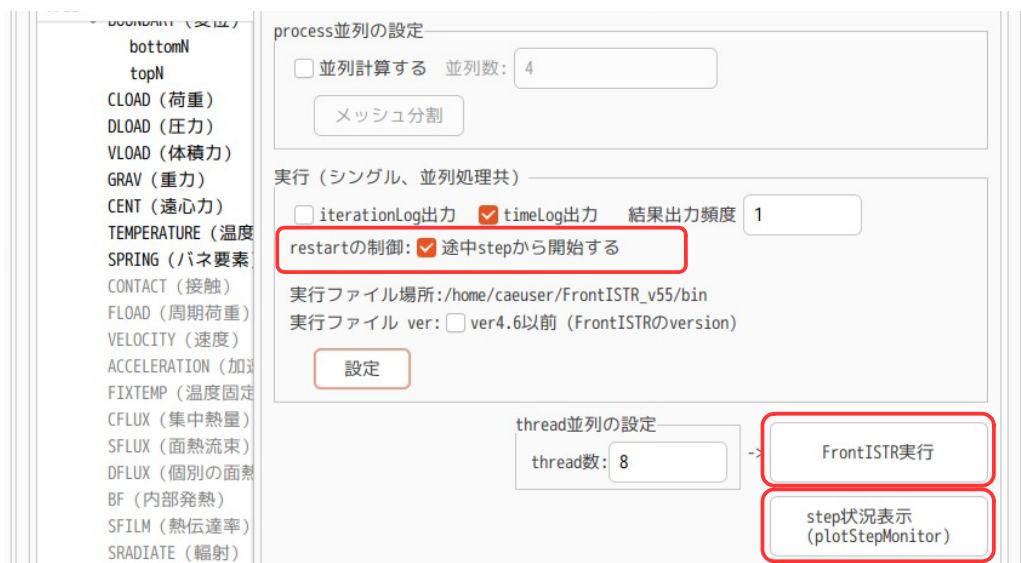 BOUNDARY (変位)
bottomN
topN
CLOAD (荷重)
DLOAD (圧力)
VLOAD (体積力)
GRAV (重力)
CENT (遠心力)
TEMPERATURE (温度
SPRING (バネ要素
CONTACT (接触)
FLOAD (周期荷重)
VELOCITY (速度)
ACCELERATION (加速
FIXTEMP (温度固定
CFLUX (集中熱量)
SFLUX (面熱流束)
DFLUX (個別の面熱
BF (内部発熱)
SFILM (熱伝達率)
SRADIATE (輻射)
process並列の設定
並列計算する 並列数: 4
メッシュ分割
実行 (シングル、並列処理共)
iterationLog出力 timeLog出力 結果出力頻度 1
restartの制御: 途中stepから開始する
実行ファイル場所:/home/caeuser/FrontISTR_v55/bin
実行ファイル ver: ver4.6以前 (FrontISTRのversion)
設定
thread並列の設定
thread数: 8
->
FrontISTR実行
step状況表示
(plotStepMonitor)